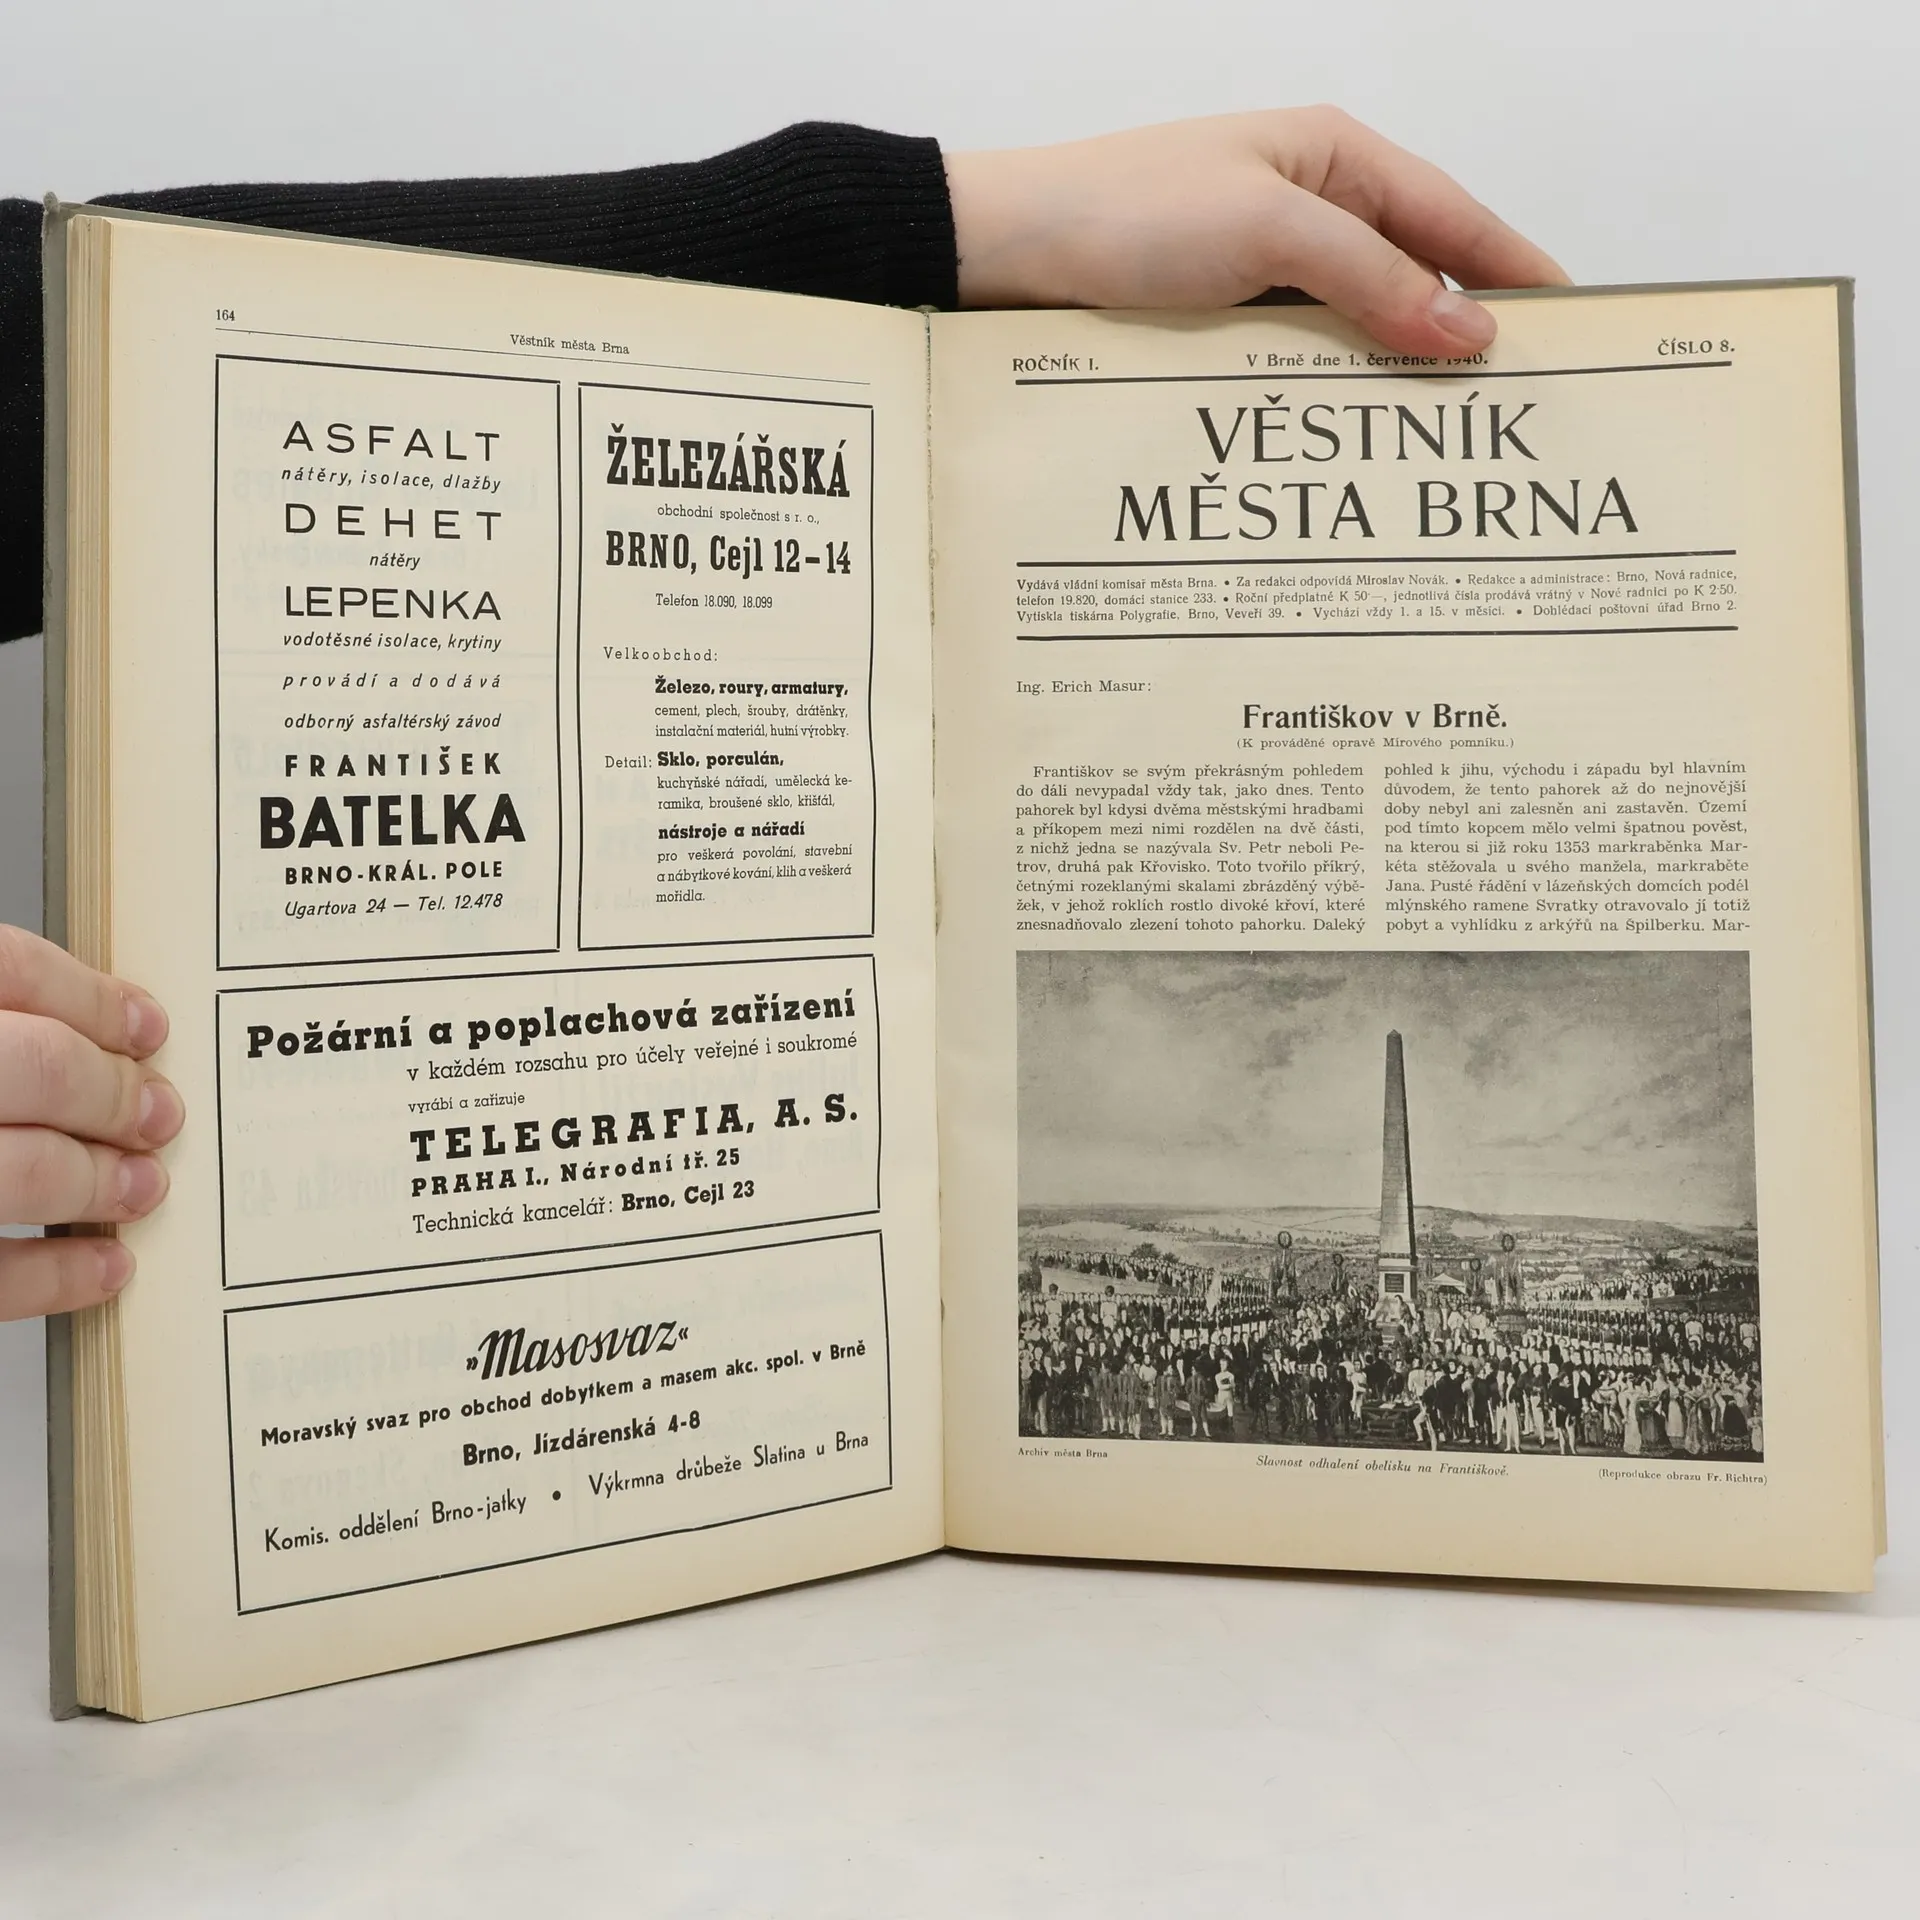 164
Věstník města Brna
ASFALT
nátěry, isolace, dlažby
DEHET
nátěry
LEPENKA
vodotěsné isolace, krytiny
provádí a dodává
odborný asfaltérský závod
FRANTIŠEK
BATELKA
BRNO-KRÁL. POLE
Ugartova 24 — Tel. 12.478
ŽELEZÁŘSKÁ
obchodní společnost s r. o.,
BRNO, Cejl 12-14
Telefon 18.090, 18.099
Velkoobchod:
Železo, roury, armatury,
cement, plech, šrouby, drátěnky,
instalační materiál, hutní výrobky.
Detail: Sklo, porculán,
kuchyňské nářadí, umělecká ke-
ramika, broušené sklo, křišťál,
nástroje a nářadí
pro veškerá povolání, stavební
a nábytkové kování, klih a veškerá
mořidla.
Požární a poplachová zařízení
v každém rozsahu pro účely veřejné i soukromé
vyrábí a zařizuje
TELEGRAFIA, A. S.
PRAHA I., Národní tř. 25
Technická kancelář: Brno, Cejl 23
»Masosvaz«
Moravský svaz pro obchod dobytkem a masem akc. spol. v Brně
Brno, Jízdárenská 4-8
Komis. oddělení Brno-jatky • Výkrmna drůbeže Slatina u Brna
ROČNÍK I.
V Brně dne 1. července 1940.
ČÍSLO 8.
VĚSTNÍK
MĚSTA BRNA
Vydává vládní komisař města Brna. • Za redakci odpovídá Miroslav Novák. • Redakce a administrace: Brno, Nová radnice,
telefon 19.820, domácí stanice 233. • Roční předplatné K 50·—, jednotlivá čísla prodává vrátný v Nové radnici po K 2·50.
Vytiskla tiskárna Polygrafie, Brno, Veveří 39. • Vychází vždy 1. a 15. v měsíci. • Dohlédací poštovní úřad Brno 2.
Ing. Erich Masur:
Františkov v Brně.
(K prováděné opravě Mírového pomníku.)
Františkov se svým překrásným pohledem
do dáli nevypadal vždy tak, jako dnes. Tento
pahorek byl kdysi dvěma městskými hradbami
a příkopem mezi nimi rozdělen na dvě části,
z nichž jedna se nazývala Sv. Petr neboli Pe-
trov, druhá pak Křovisko. Toto tvořilo příkrý,
četnými rozeklanými skalami zbrázděný výbě-
žek, v jehož roklích rostlo divoké křoví, které
znesnadňovalo zlezení tohoto pahorku. Daleký
pohled k jihu, východu i západu byl hlavním
důvodem, že tento pahorek až do nejnovější
doby nebyl ani zalesněn ani zastavěn. Území
pod tímto kopcem mělo velmi špatnou pověst,
na kterou si již roku 1353 markraběnka Mar-
kéta stěžovala u svého manžela, markraběte
Jana. Pusté řádění v lázeňských domcích podél
mlýnského ramene Svratky otravovalo jí totiž
pobyt a vyhlídku z arkýřů na Špilberku. Mar-
Archiv města Brna
Slavnost odhalení obelisku na Františkově.
(Reprodukce obrazu Fr. Richtra)